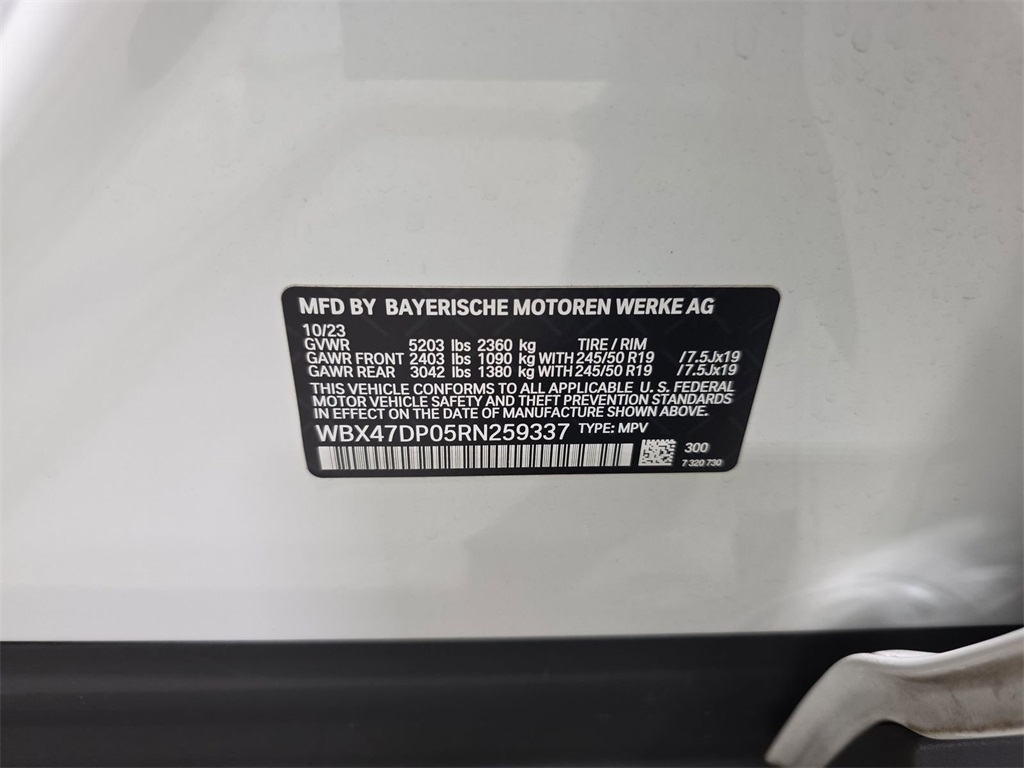 MFD BY BAYERISCHE MOTOREN WERKE AG
10/23
GVWR 5203 lbs 2360 kg TIRE / RIM
GAWR FRONT 2403 lbs 1090 kg WITH 245/50 R19 /7.5Jx19
GAWR REAR 3042 lbs 1380 kg WITH 245/50 R19 /7.5Jx19
THIS VEHICLE CONFORMS TO ALL APPLICABLE U. S. FEDERAL
MOTOR VEHICLE SAFETY AND THEFT PREVENTION STANDARDS
IN EFFECT ON THE DATE OF MANUFACTURE SHOWN ABOVE.
WBX47DP05RN259337 TYPE: MPV
300
7 320 730